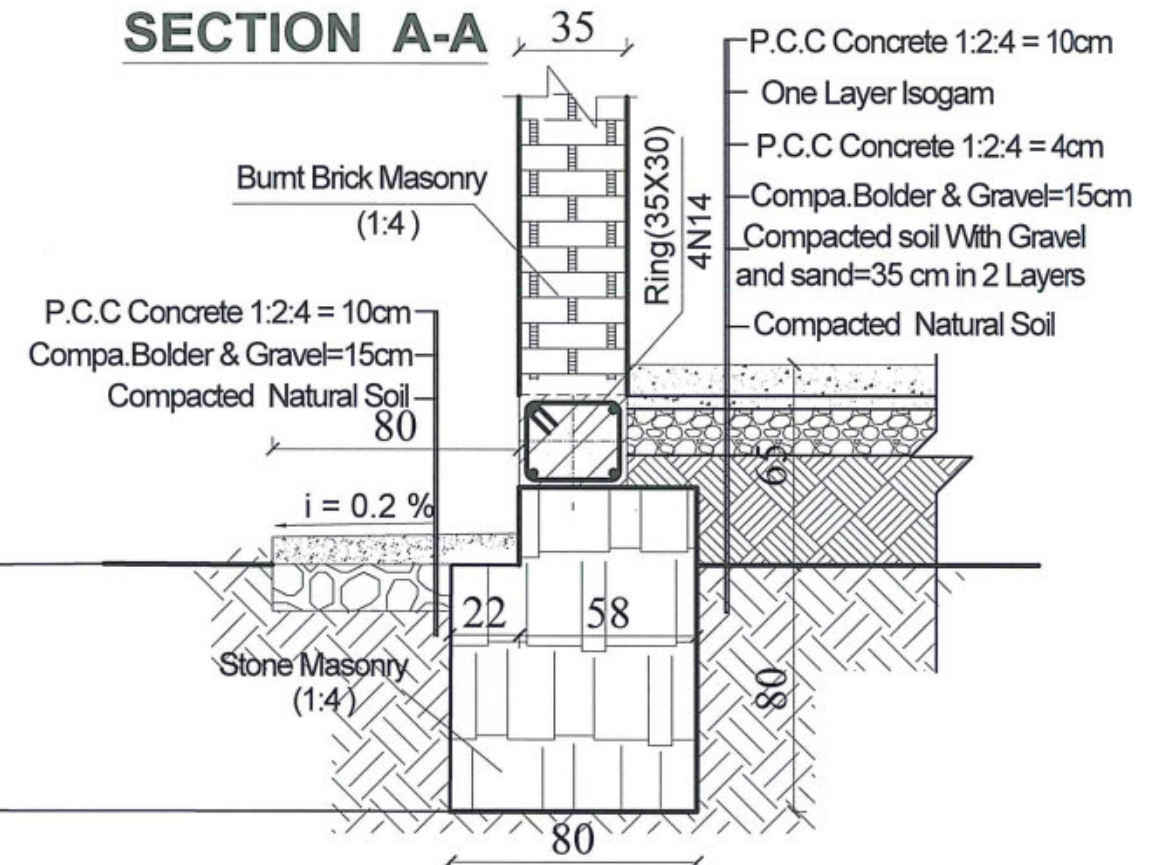 SECTION A-A
35
P.C.C Concrete 1:2:4 = 10cm
One Layer Isogam
P.C.C Concrete 1:2:4 = 4cm
Compa.Bolder & Gravel=15cm
Compacted soil With Gravel
and sand=35 cm in 2 Layers
Compacted Natural Soil
Burnt Brick Masonry
(1:4)
Ring(35X30)
4N14
P.C.C Concrete 1:2:4 = 10cm
Compa.Bolder & Gravel=15cm
Compacted Natural Soil
80
65
i = 0.2 %
22
58
Stone Masonry
(1:4)
80
80